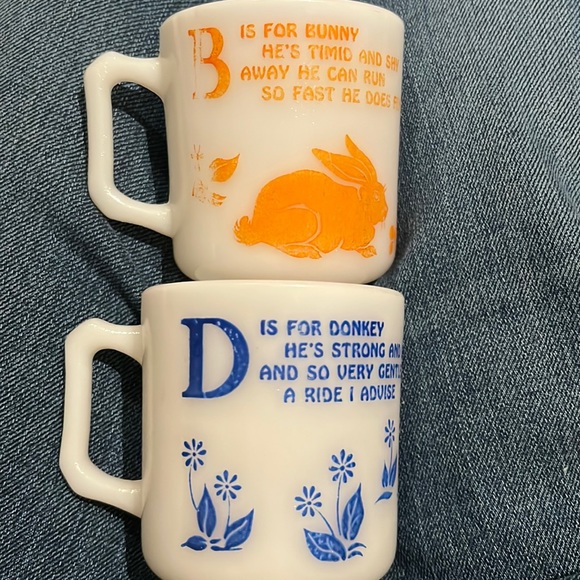 B IS FOR BUNNY
HE'S TIMID AND SHY
AWAY HE CAN RUN
SO FAST HE DOES
D IS FOR DONKEY
HE'S STRONG AND
AND SO VERY GENTLE
A RIDE I ADVISE